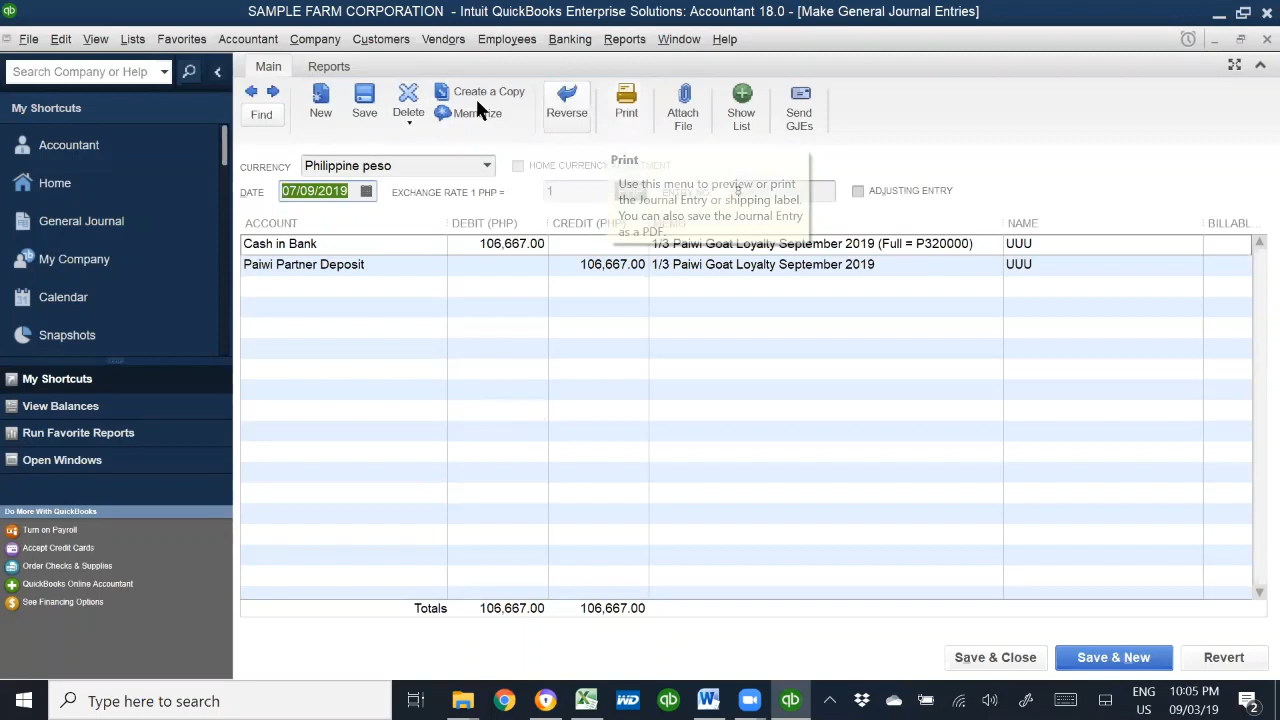 SAMPLE FARM CORPORATION - Intuit QuickBooks Enterprise Solutions: Accountant 18.0 - [Make General Journal Entries]
File Edit View Lists Favorites Accountant Company Customers Vendors Employees Banking Reports Window Help
Search Company or Help
My Shortcuts
Accountant
Home
General Journal
My Company
Calendar
Snapshots
My Shortcuts
View Balances
Run Favorite Reports
Open Windows
Do More With QuickBooks
Turn on Payroll
Accept Credit Cards
Order Checks & Supplies
QuickBooks Online Accountant
See Financing Options
Main Reports
Find
New
Save
Delete
Create a Copy
Memorize
Reverse
Print
Attach File
Show List
Send GJEs
CURRENCY Philippine peso HOME CURRENCY
Print
Use this menu to preview or print
the Journal Entry or shipping label.
You can also save the Journal Entry
as a PDF.
DATE 07/09/2019 EXCHANGE RATE 1 PHP = 1 ADJUSTING ENTRY
ACCOUNT DEBIT (PHP) CREDIT (PHP) MEMO NAME BILLABL...
Cash in Bank 106,667.00 1/3 Paiwi Goat Loyalty September 2019 (Full = P320000) UUU
Paiwi Partner Deposit 106,667.00 1/3 Paiwi Goat Loyalty September 2019 UUU
Totals 106,667.00 106,667.00
Save & Close Save & New Revert
Type here to search
ENG
US
10:05 PM
09/03/19
2